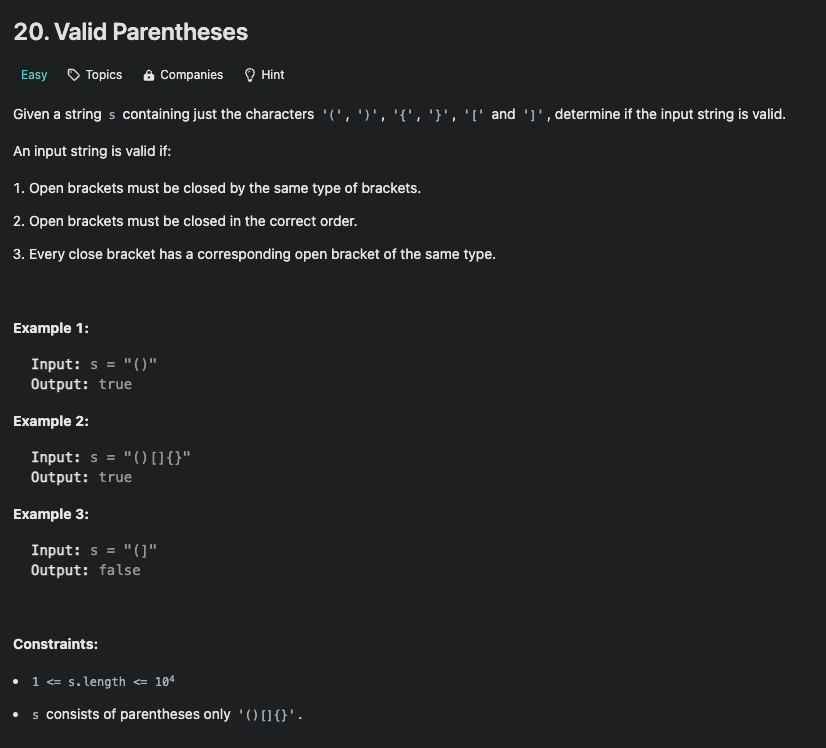 20. Valid Parentheses
Easy Topics Companies Hint
Given a string s containing just the characters '(', ')', '{', '}', '[' and ']', determine if the input string is valid.
An input string is valid if:
1. Open brackets must be closed by the same type of brackets.
2. Open brackets must be closed in the correct order.
3. Every close bracket has a corresponding open bracket of the same type.
Example 1:
Input: s = "()"
Output: true
Example 2:
Input: s = "()[]{}"
Output: true
Example 3:
Input: s = "(]"
Output: false
Constraints:
• 1 <= s.length <= 10⁴
• s consists of parentheses only '()[]{}'.